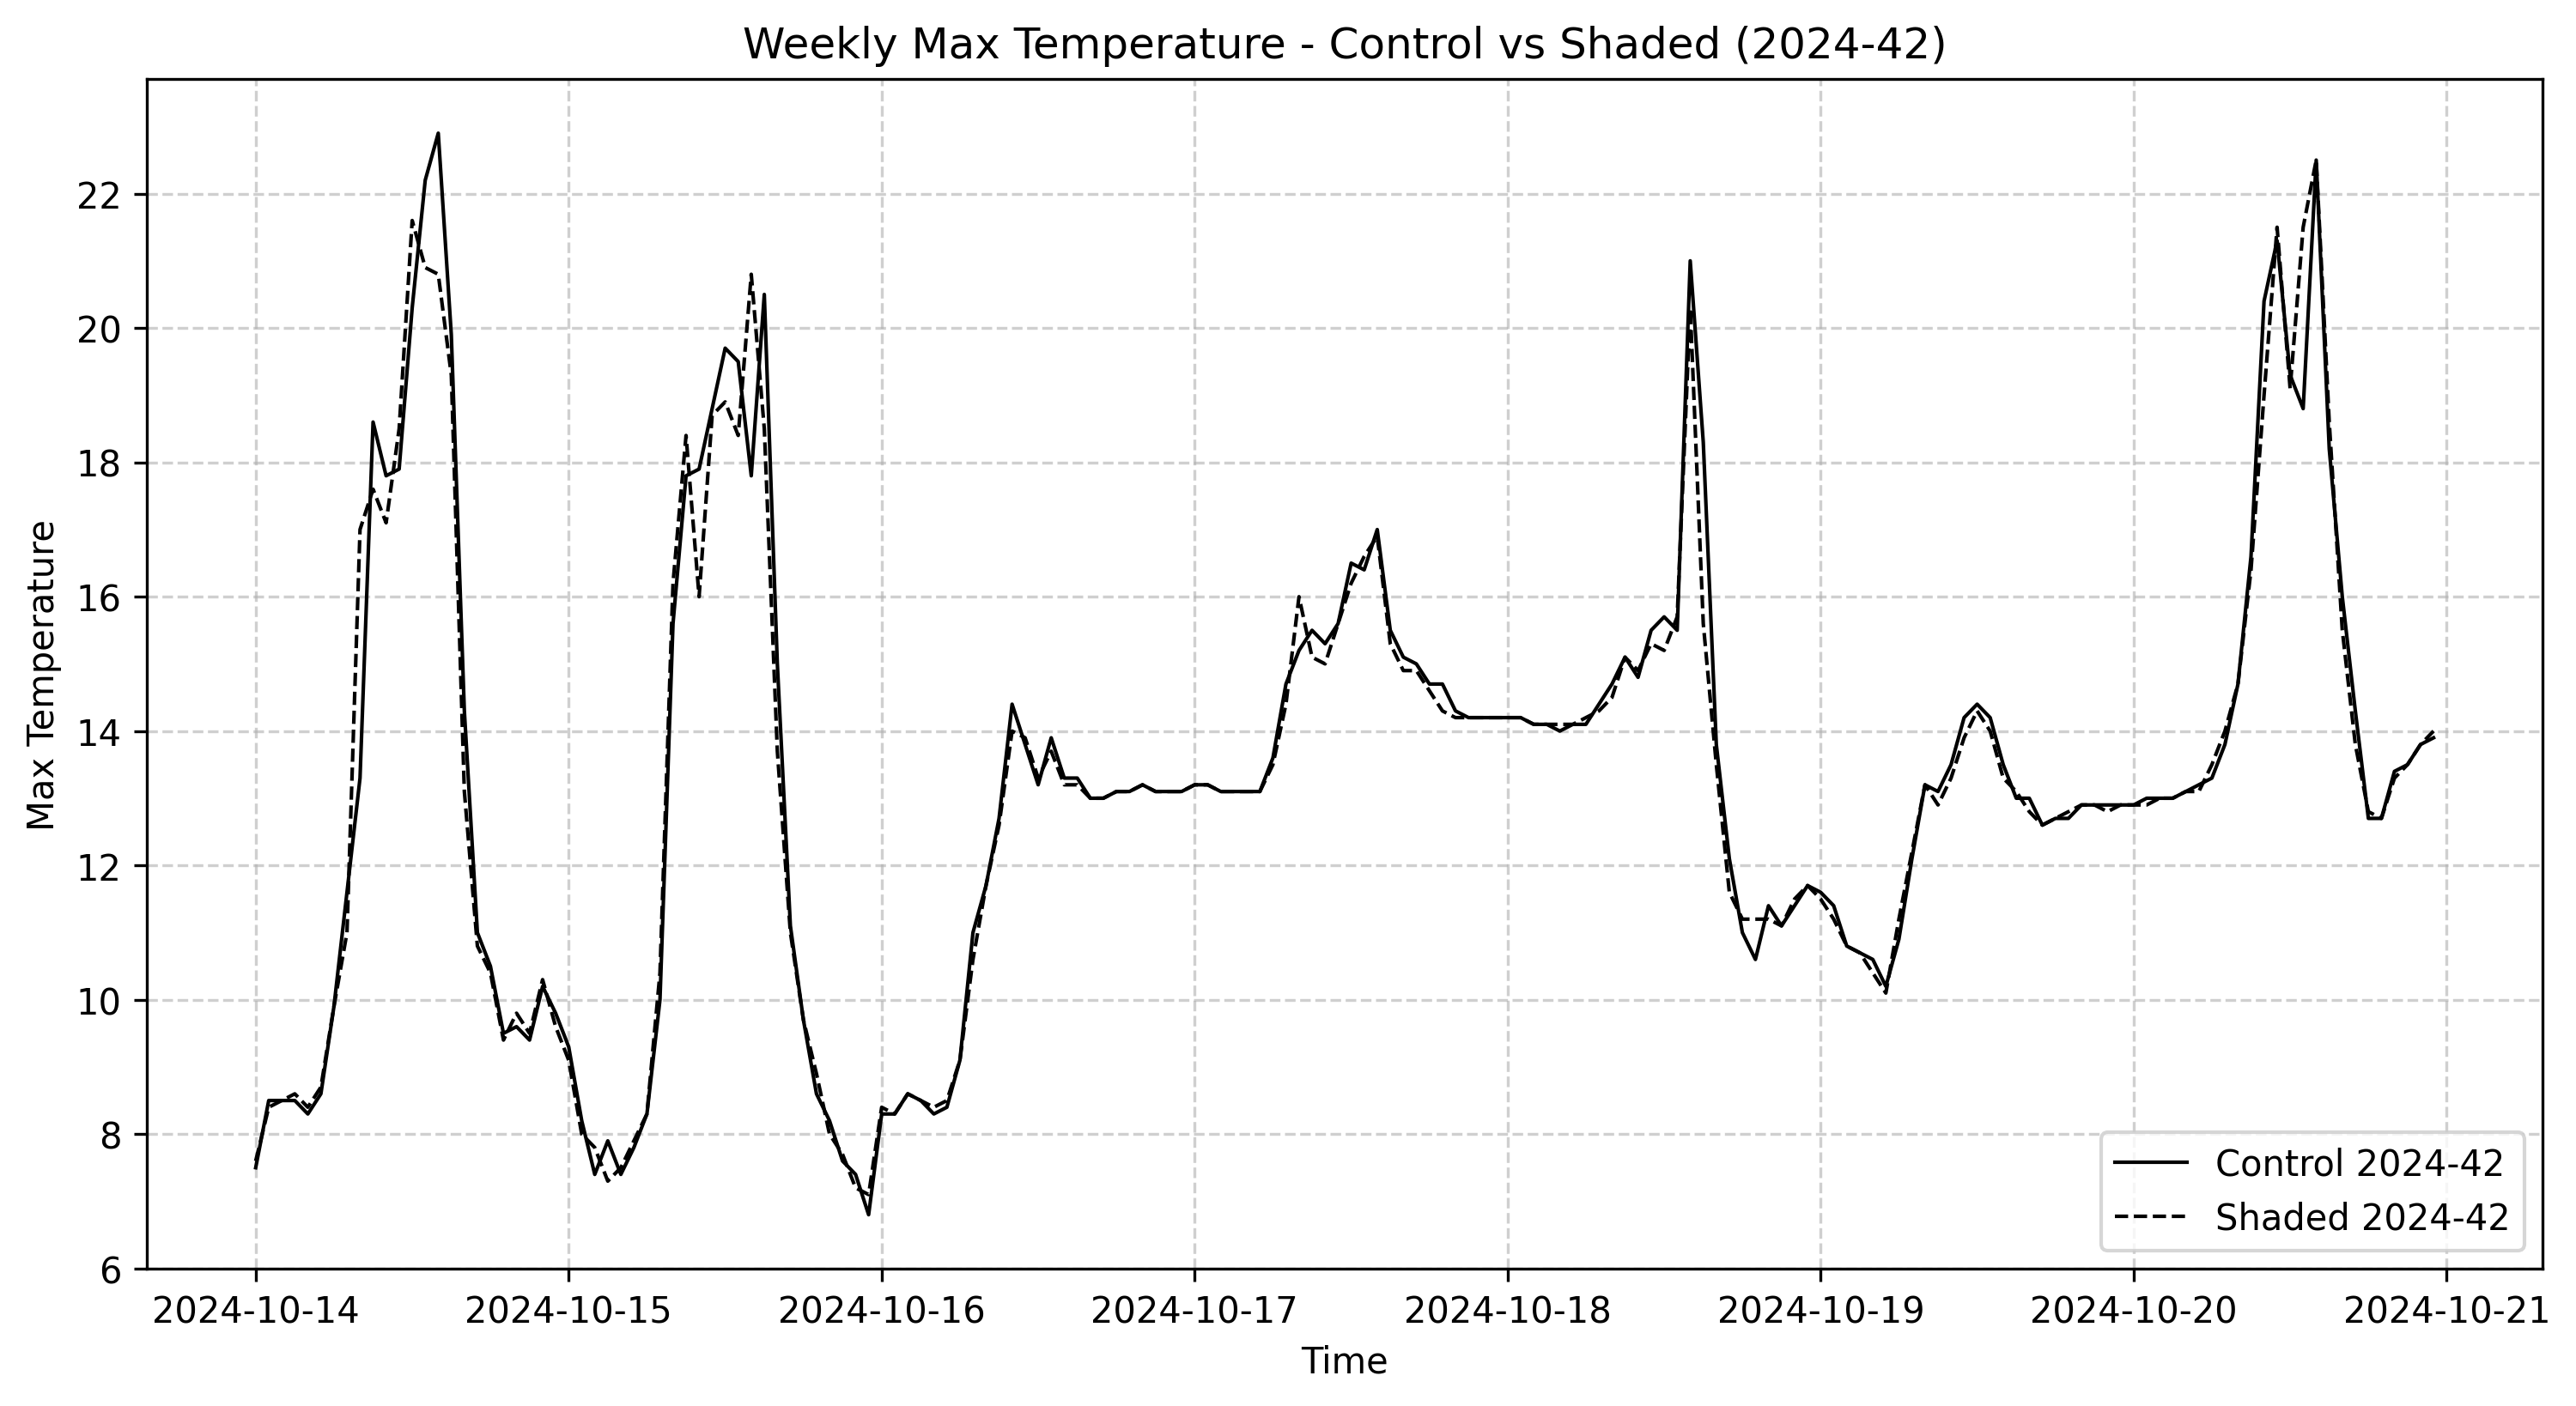 Weekly Max Temperature - Control vs Shaded (2024-42)
Max Temperature
22
20
18
16
14
12
10
8
6
2024-10-14 2024-10-15 2024-10-16 2024-10-17 2024-10-18 2024-10-19 2024-10-20 2024-10-21
Time
Control 2024-42
Shaded 2024-42